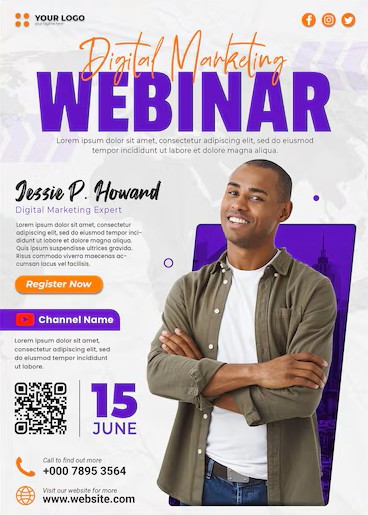 YOUR LOGO
your tagline here
Digital Marketing
WEBINAR
Lorem ipsum dolor sit amet, consectetur adipiscing elit, sed eiusmod
tempor incididunt ut labore et dolore magna aliqua.
Jessie P. Howard
Digital Marketing Expert
Lorem ipsum dolor sit amet, consectetur
adipiscing elit, sed do eiusmod tempor
incididunt ut labore et dolore magna aliqua.
Quis ipsum suspendisse ultrices gravida.
Risus commodo viverra maecenas ac-
cumsan lacus vel facilisis.
Register Now
Channel Name
Lorem ipsum dolor sit amet,
consectetur adipiscing elit, sed do
eiusmod tempor incididunt
ut labore.
15
JUNE
Call to find out more
+000 7895 3564
Visit our website for more
www.website.com